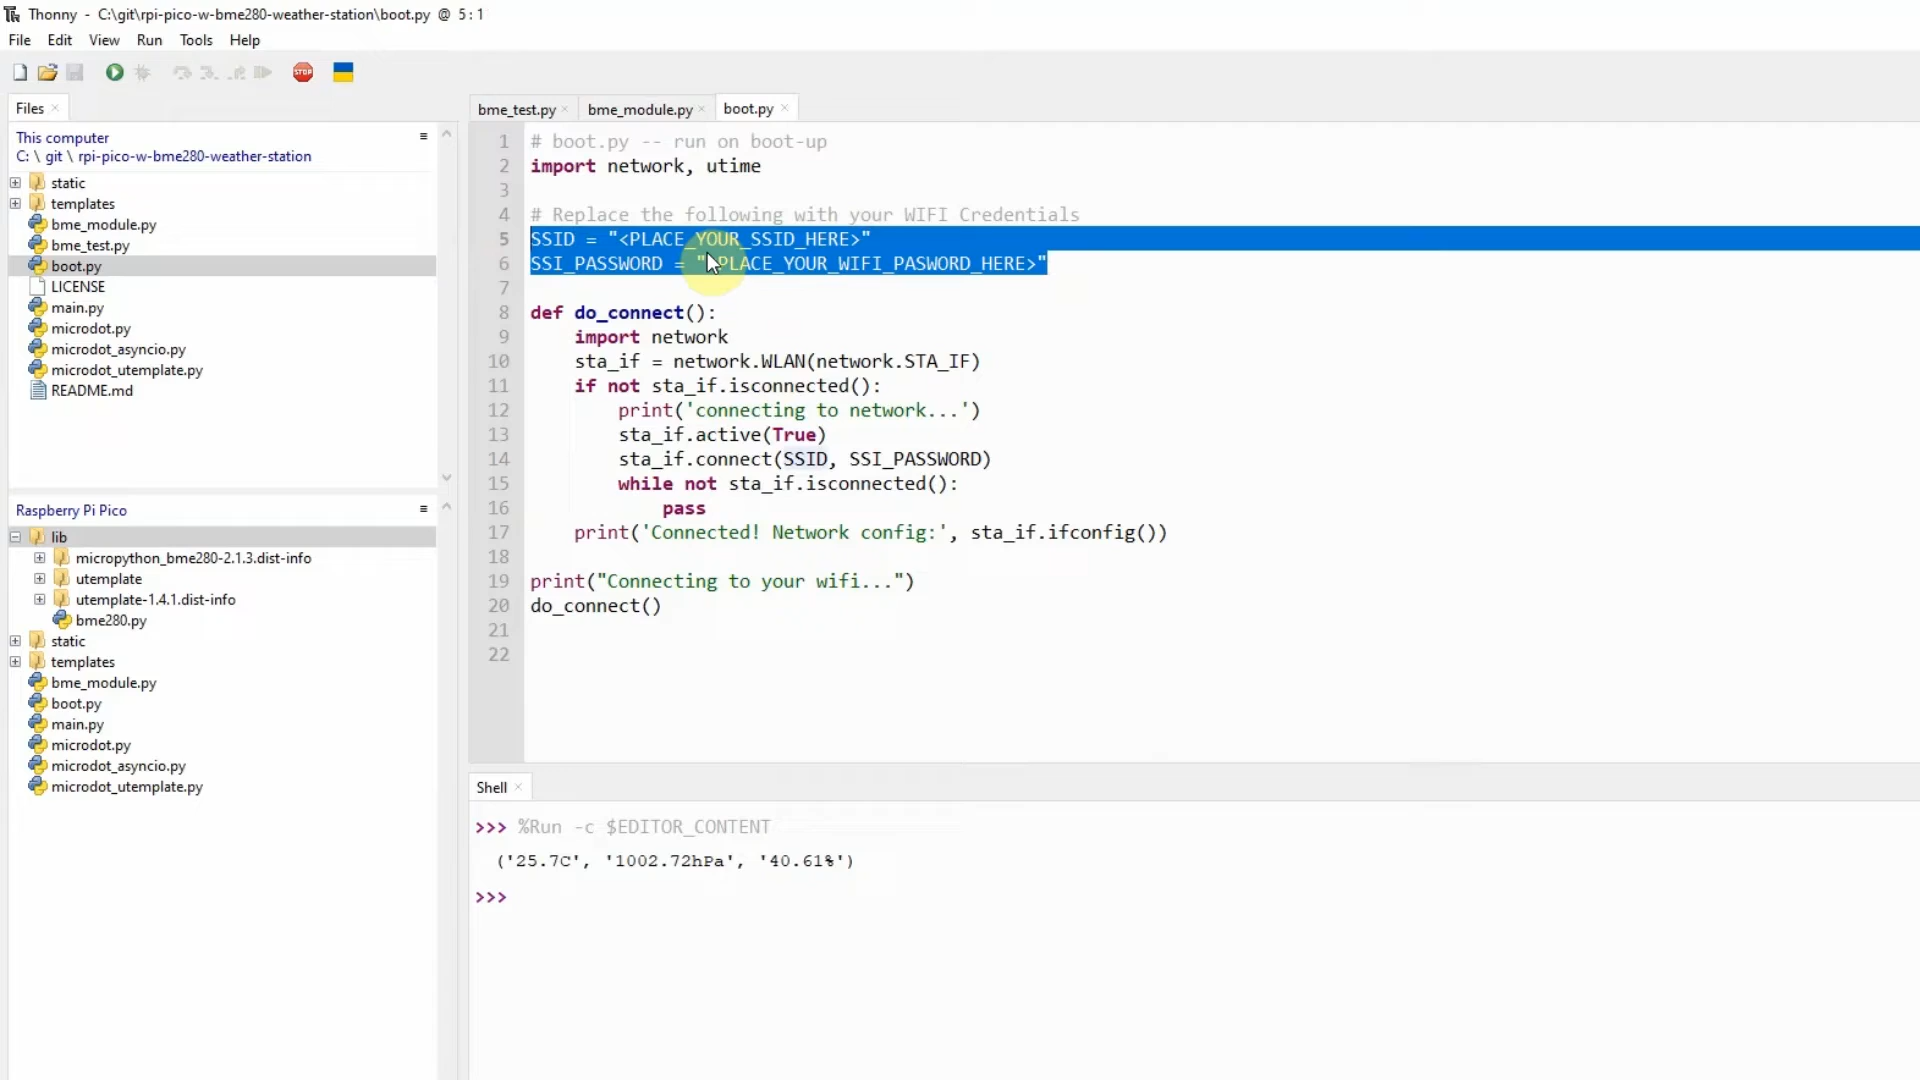 Thonny - C:\git\rpi-pico-w-bme280-weather-station\boot.py @ 5:1
File Edit View Run Tools Help
STOP
Files
This computer
C: \ git \ rpi-pico-w-bme280-weather-station
static
templates
bme_module.py
bme_test.py
boot.py
LICENSE
main.py
microdot.py
microdot_asyncio.py
microdot_utemplate.py
README.md
Raspberry Pi Pico
lib
micropython_bme280-2.1.3.dist-info
utemplate
utemplate-1.4.1.dist-info
bme280.py
static
templates
bme_module.py
boot.py
main.py
microdot.py
microdot_asyncio.py
microdot_utemplate.py
bme_test.py bme_module.py boot.py
1 # boot.py -- run on boot-up
2 import network, utime
3
4 # Replace the following with your WIFI Credentials
5 SSID = "<PLACE_YOUR_SSID_HERE>"
6 SSI_PASSWORD = "<PLACE_YOUR_WIFI_PASWORD_HERE>"
7
8 def do_connect():
9 import network
10 sta_if = network.WLAN(network.STA_IF)
11 if not sta_if.isconnected():
12 print('connecting to network...')
13 sta_if.active(True)
14 sta_if.connect(SSID, SSI_PASSWORD)
15 while not sta_if.isconnected():
16 pass
17 print('Connected! Network config:', sta_if.ifconfig())
18
19 print("Connecting to your wifi...")
20 do_connect()
21
22
Shell
>>> %Run -c $EDITOR_CONTENT
('25.7C', '1002.72hPa', '40.61%')
>>>